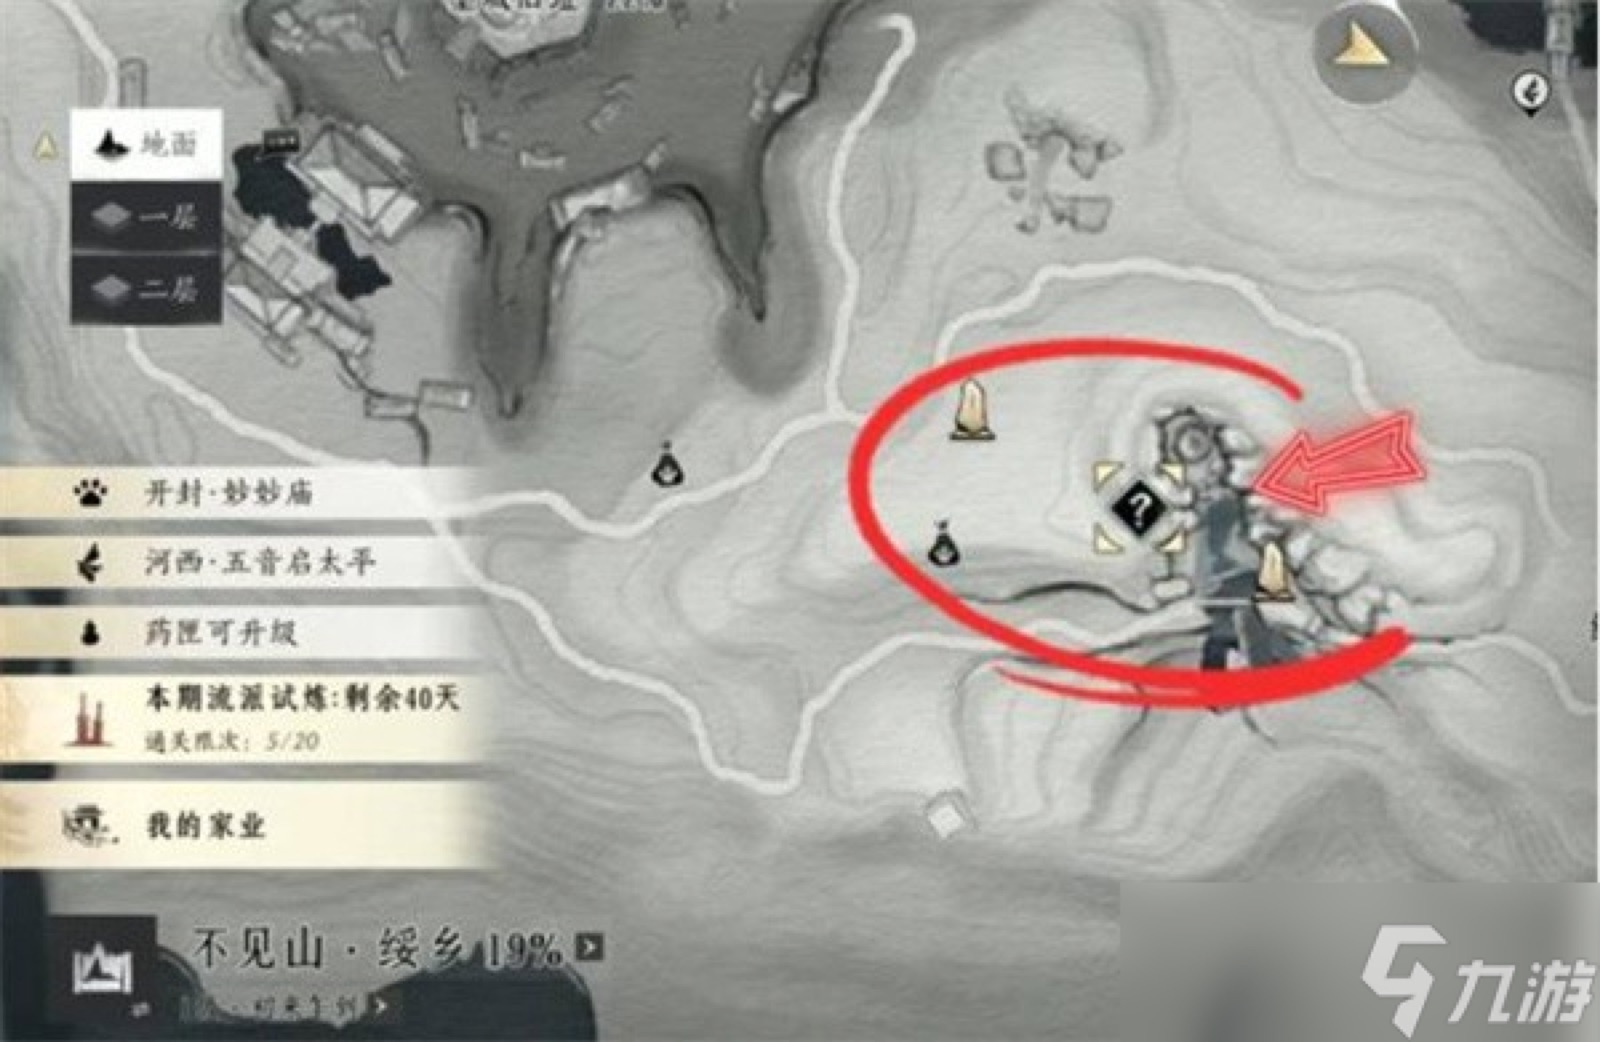 地面
一层
二层
开封·妙妙庙
河西·五音启太平
药匣可升级
本期流派试炼:剩余40天
通关限次: 5/20
我的家业
不见山·绥乡 19%
九游